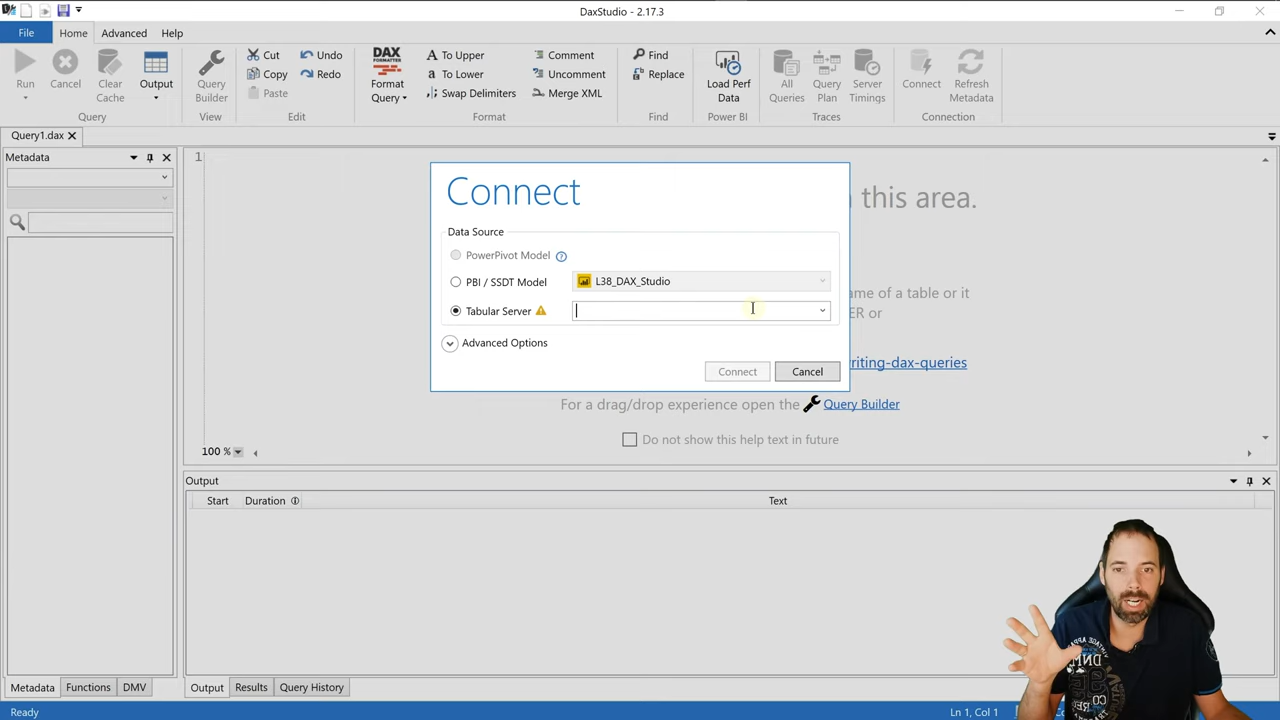 DaxStudio - 2.17.3
File Home Advanced Help
Run
Cancel
Clear
Cache
Output
Query
Query
Builder
View
Cut
Copy
Paste
Undo
Redo
Edit
DAX
FORMATTER
Format
Query
To Upper
To Lower
Swap Delimiters
Comment
Uncomment
Merge XML
Format
Find
Replace
Find
Load Perf
Data
Power BI
All
Queries
Query
Plan
Server
Timings
Traces
Connect
Refresh
Metadata
Connection
Query1.dax
Metadata
1
this area.
Connect
Data Source
PowerPivot Model
PBI / SSDT Model L38_DAX_Studio
Tabular Server
Advanced Options
Connect Cancel
ame of a table or it
ER or
riting-dax-queries
For a drag/drop experience open the Query Builder
Do not show this help text in future
100 %
Output
Start Duration Text
Metadata Functions DMV
Output Results Query History
Ready
Ln 1, Col 1